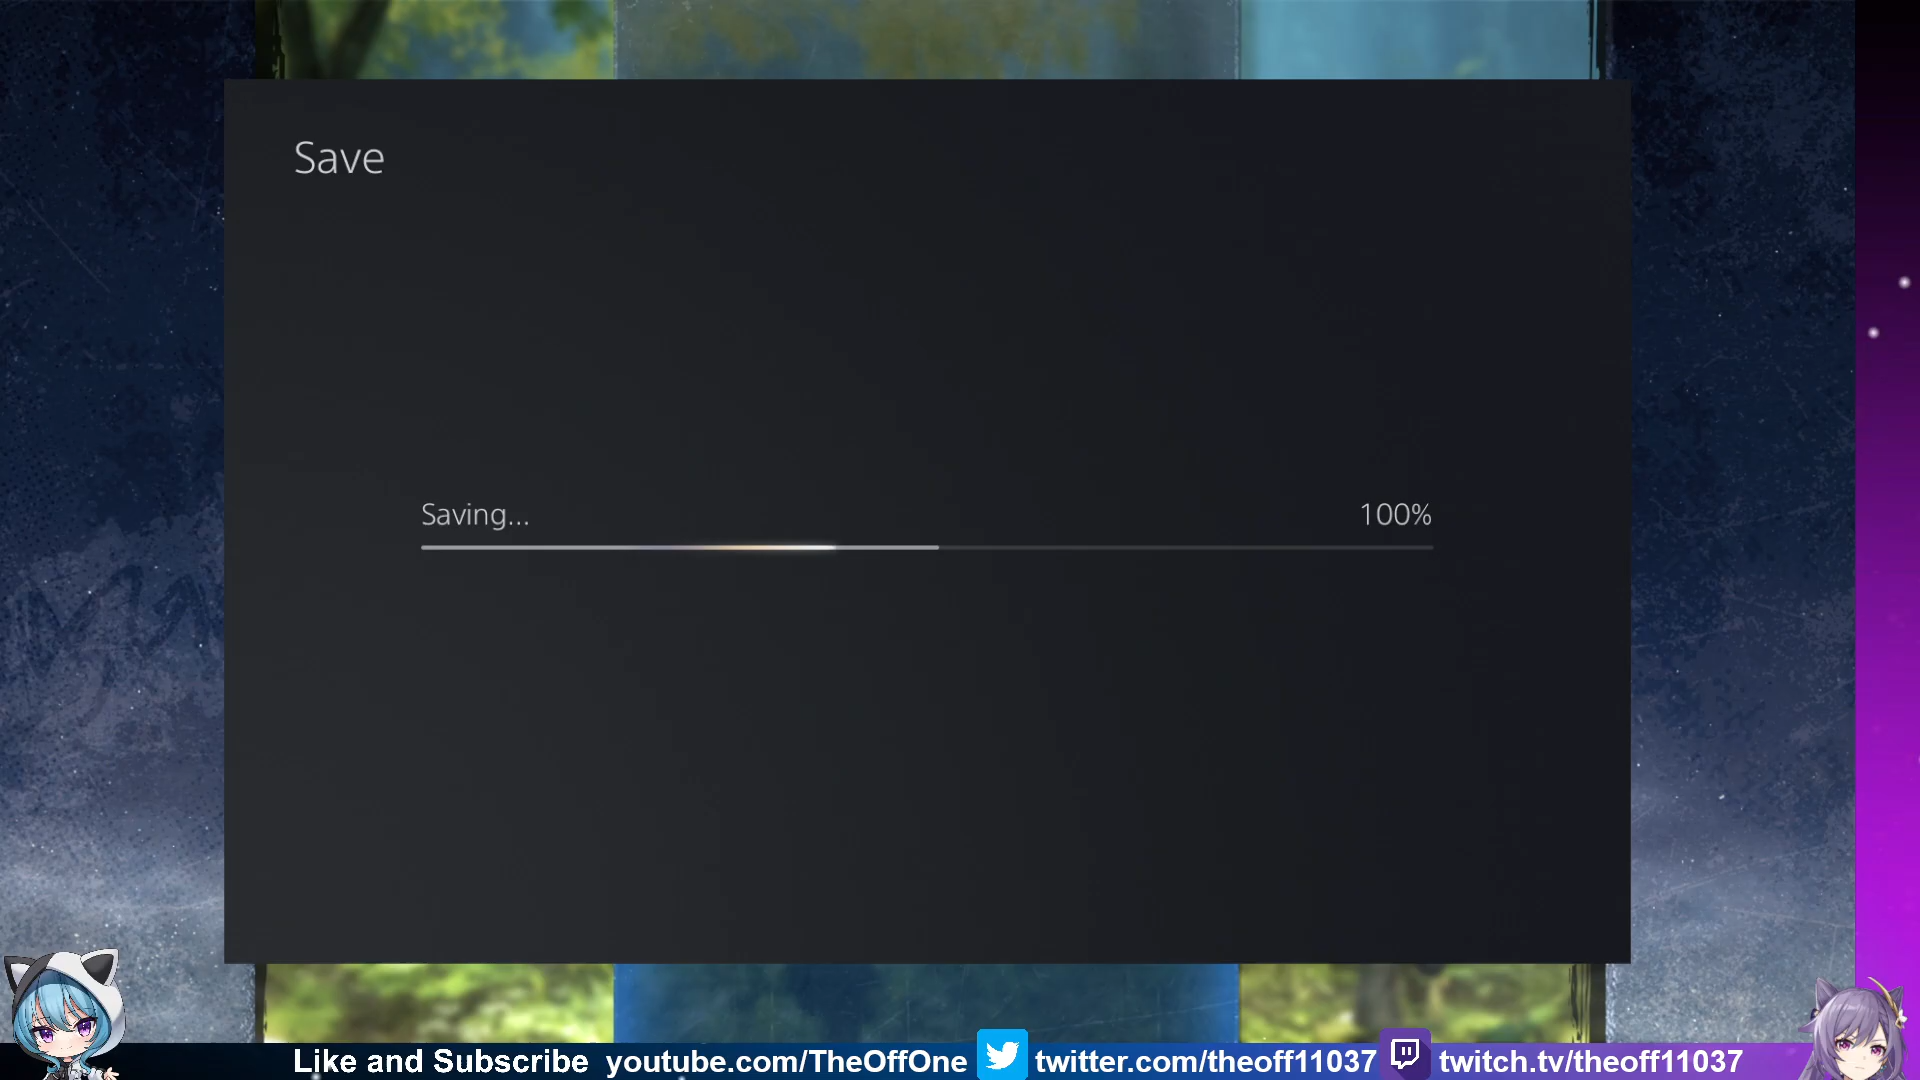 Save
Saving... 100%
Like and Subscribe youtube.com/TheOffOne twitter.com/theoff11037 twitch.tv/theoff11037